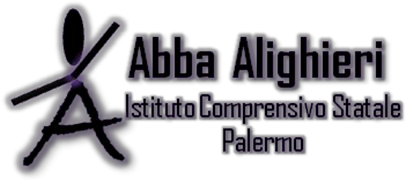 Abba Alighieri
Istituto Comprensivo Statale
Palermo